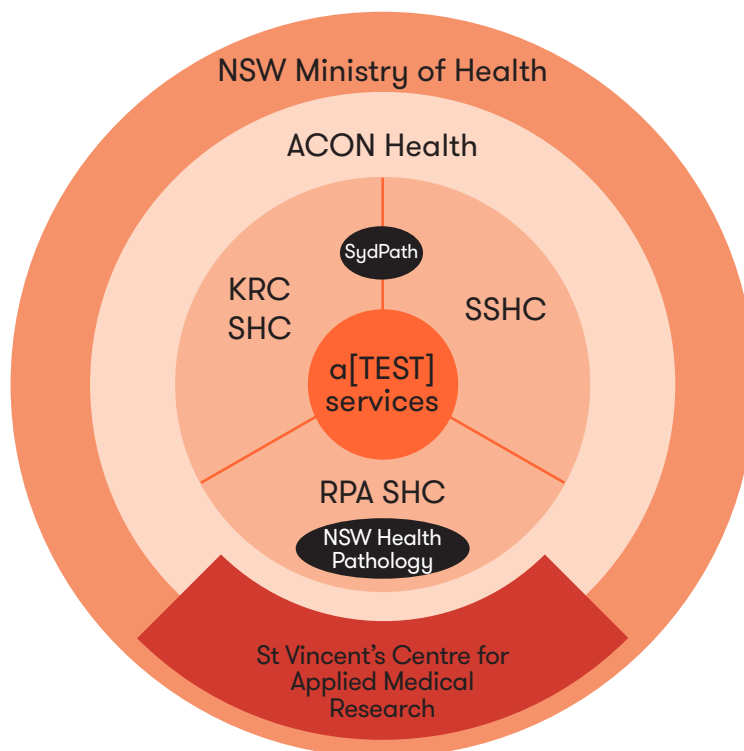 NSW Ministry of Health
ACON Health
SydPath
KRC
SHC
SSHC
a[TEST]
services
RPA SHC
NSW Health
Pathology
St Vincent’s Centre for
Applied Medical
Research